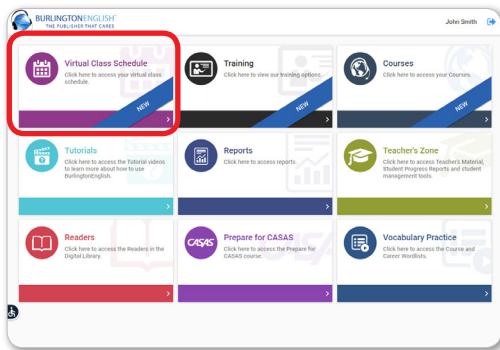 BURLINGTONENGLISH
THE PUBLISHER THAT CARES
John Smith
Virtual Class Schedule
Click here to access your virtual class
schedule.
NEW
Training
Click here to view our training options.
NEW
Courses
Click here to access your Courses.
NEW
Tutorials
Click here to access the Tutorial videos
to learn more about how to use
BurlingtonEnglish.
Reports
Click here to access reports.
Teacher's Zone
Click here to access Teacher's Material,
Student Progress Reports and student
management tools.
Readers
Click here to access the Readers in the
Digital Library.
CASAS
Prepare for CASAS
Click here to access the Prepare for
CASAS course.
Vocabulary Practice
Click here to access the Course and
Career Wordlists.